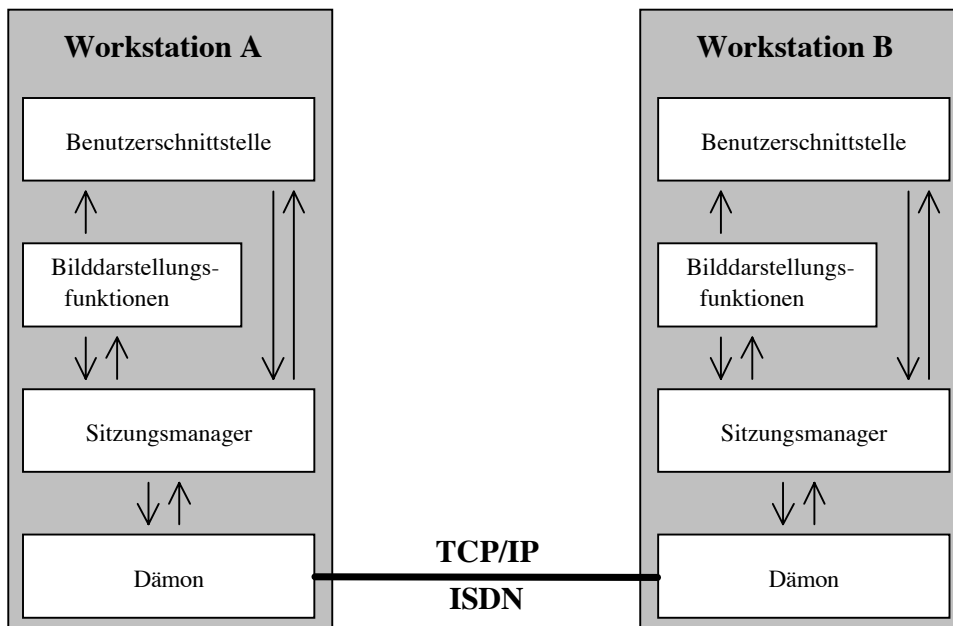 Workstation A
Benutzerschnittstelle
Bilddarstellungs-
funktionen
Sitzungsmanager
Dämon
TCP/IP
ISDN
Workstation B
Benutzerschnittstelle
Bilddarstellungs-
funktionen
Sitzungsmanager
Dämon